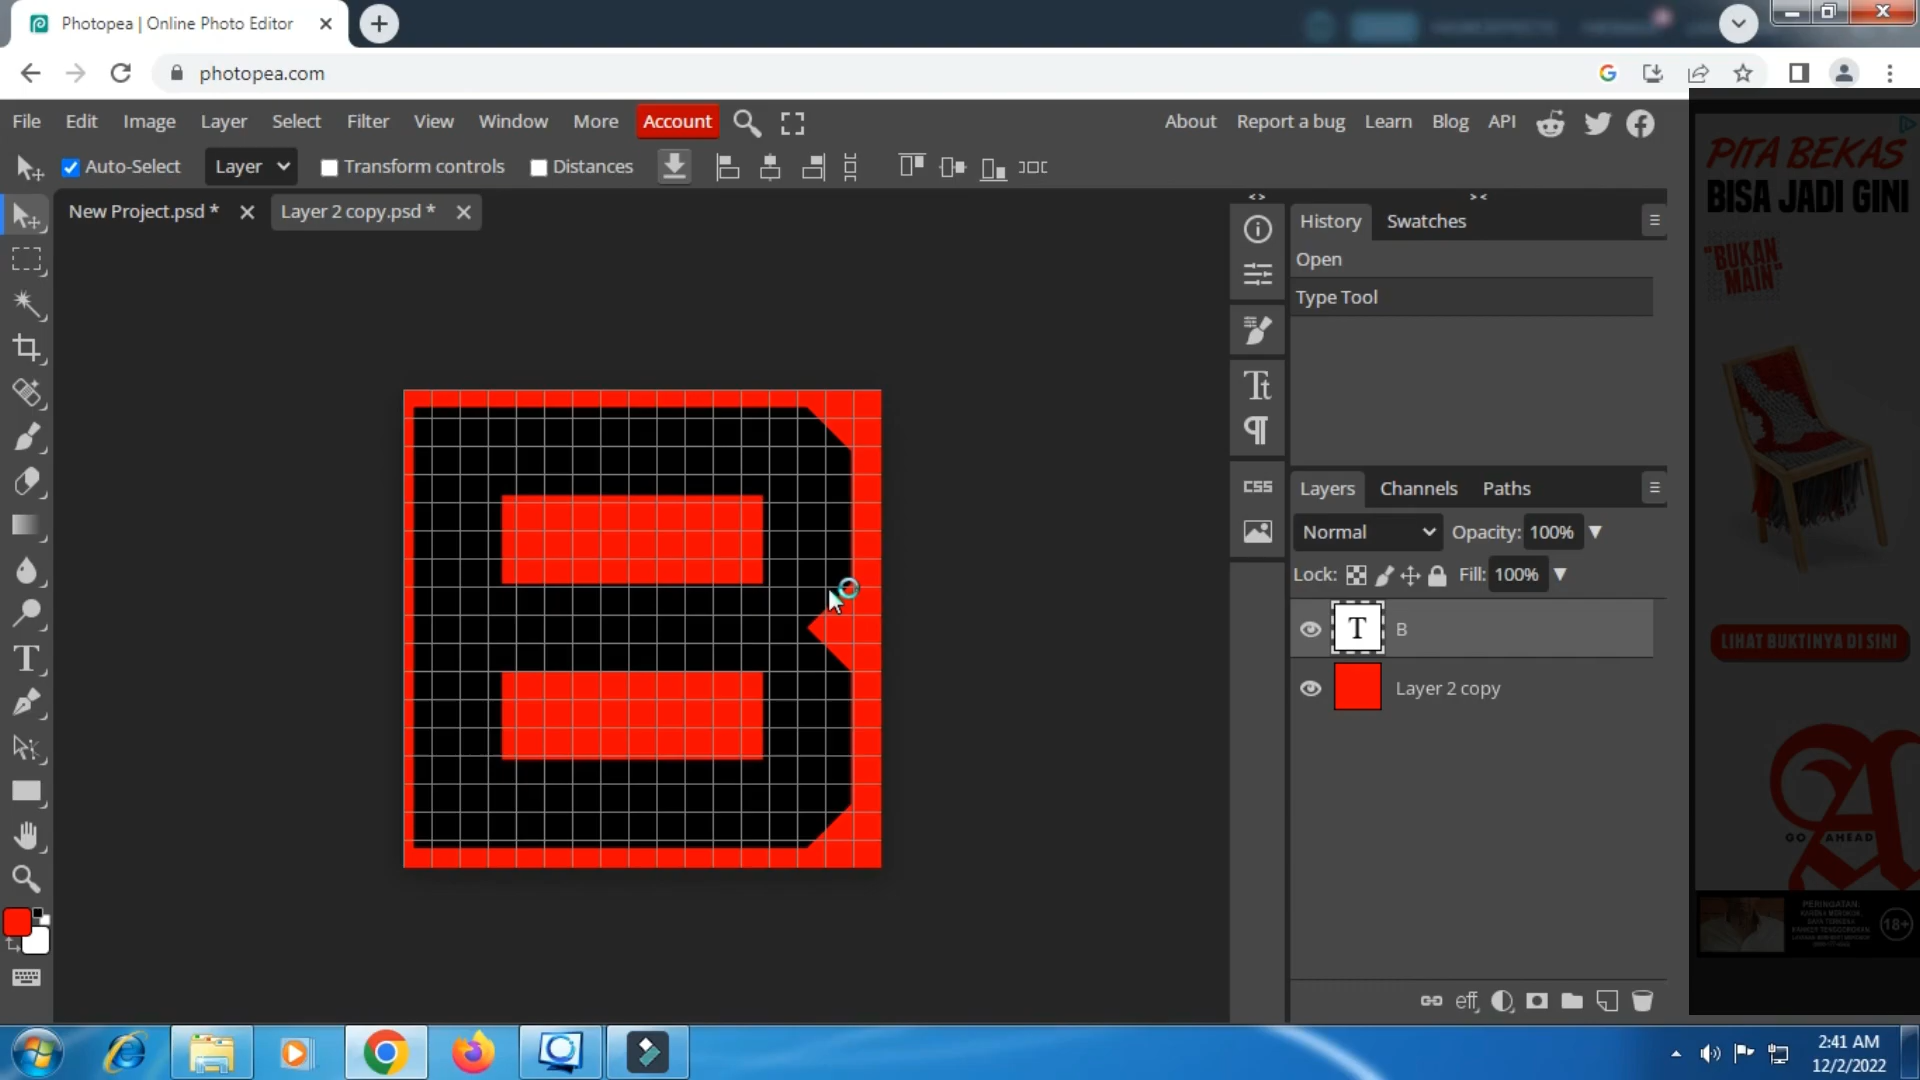 Photopea | Online Photo Editor
photopea.com
File Edit Image Layer Select Filter View Window More Account
About Report a bug Learn Blog API
Auto-Select Layer Transform controls Distances
New Project.psd *
Layer 2 copy.psd *
History Swatches
Open
Type Tool
Tt
CSS
Layers Channels Paths
Normal Opacity: 100%
Lock: Fill: 100%
T B
Layer 2 copy
eff
T
B
PITA BEKAS
BISA JADI GINI
"BUKAN
MAIN"
LIHAT BUKTINYA DI SINI
A
GO AHEAD
PERINGATAN:
18+
2:41 AM
12/2/2022